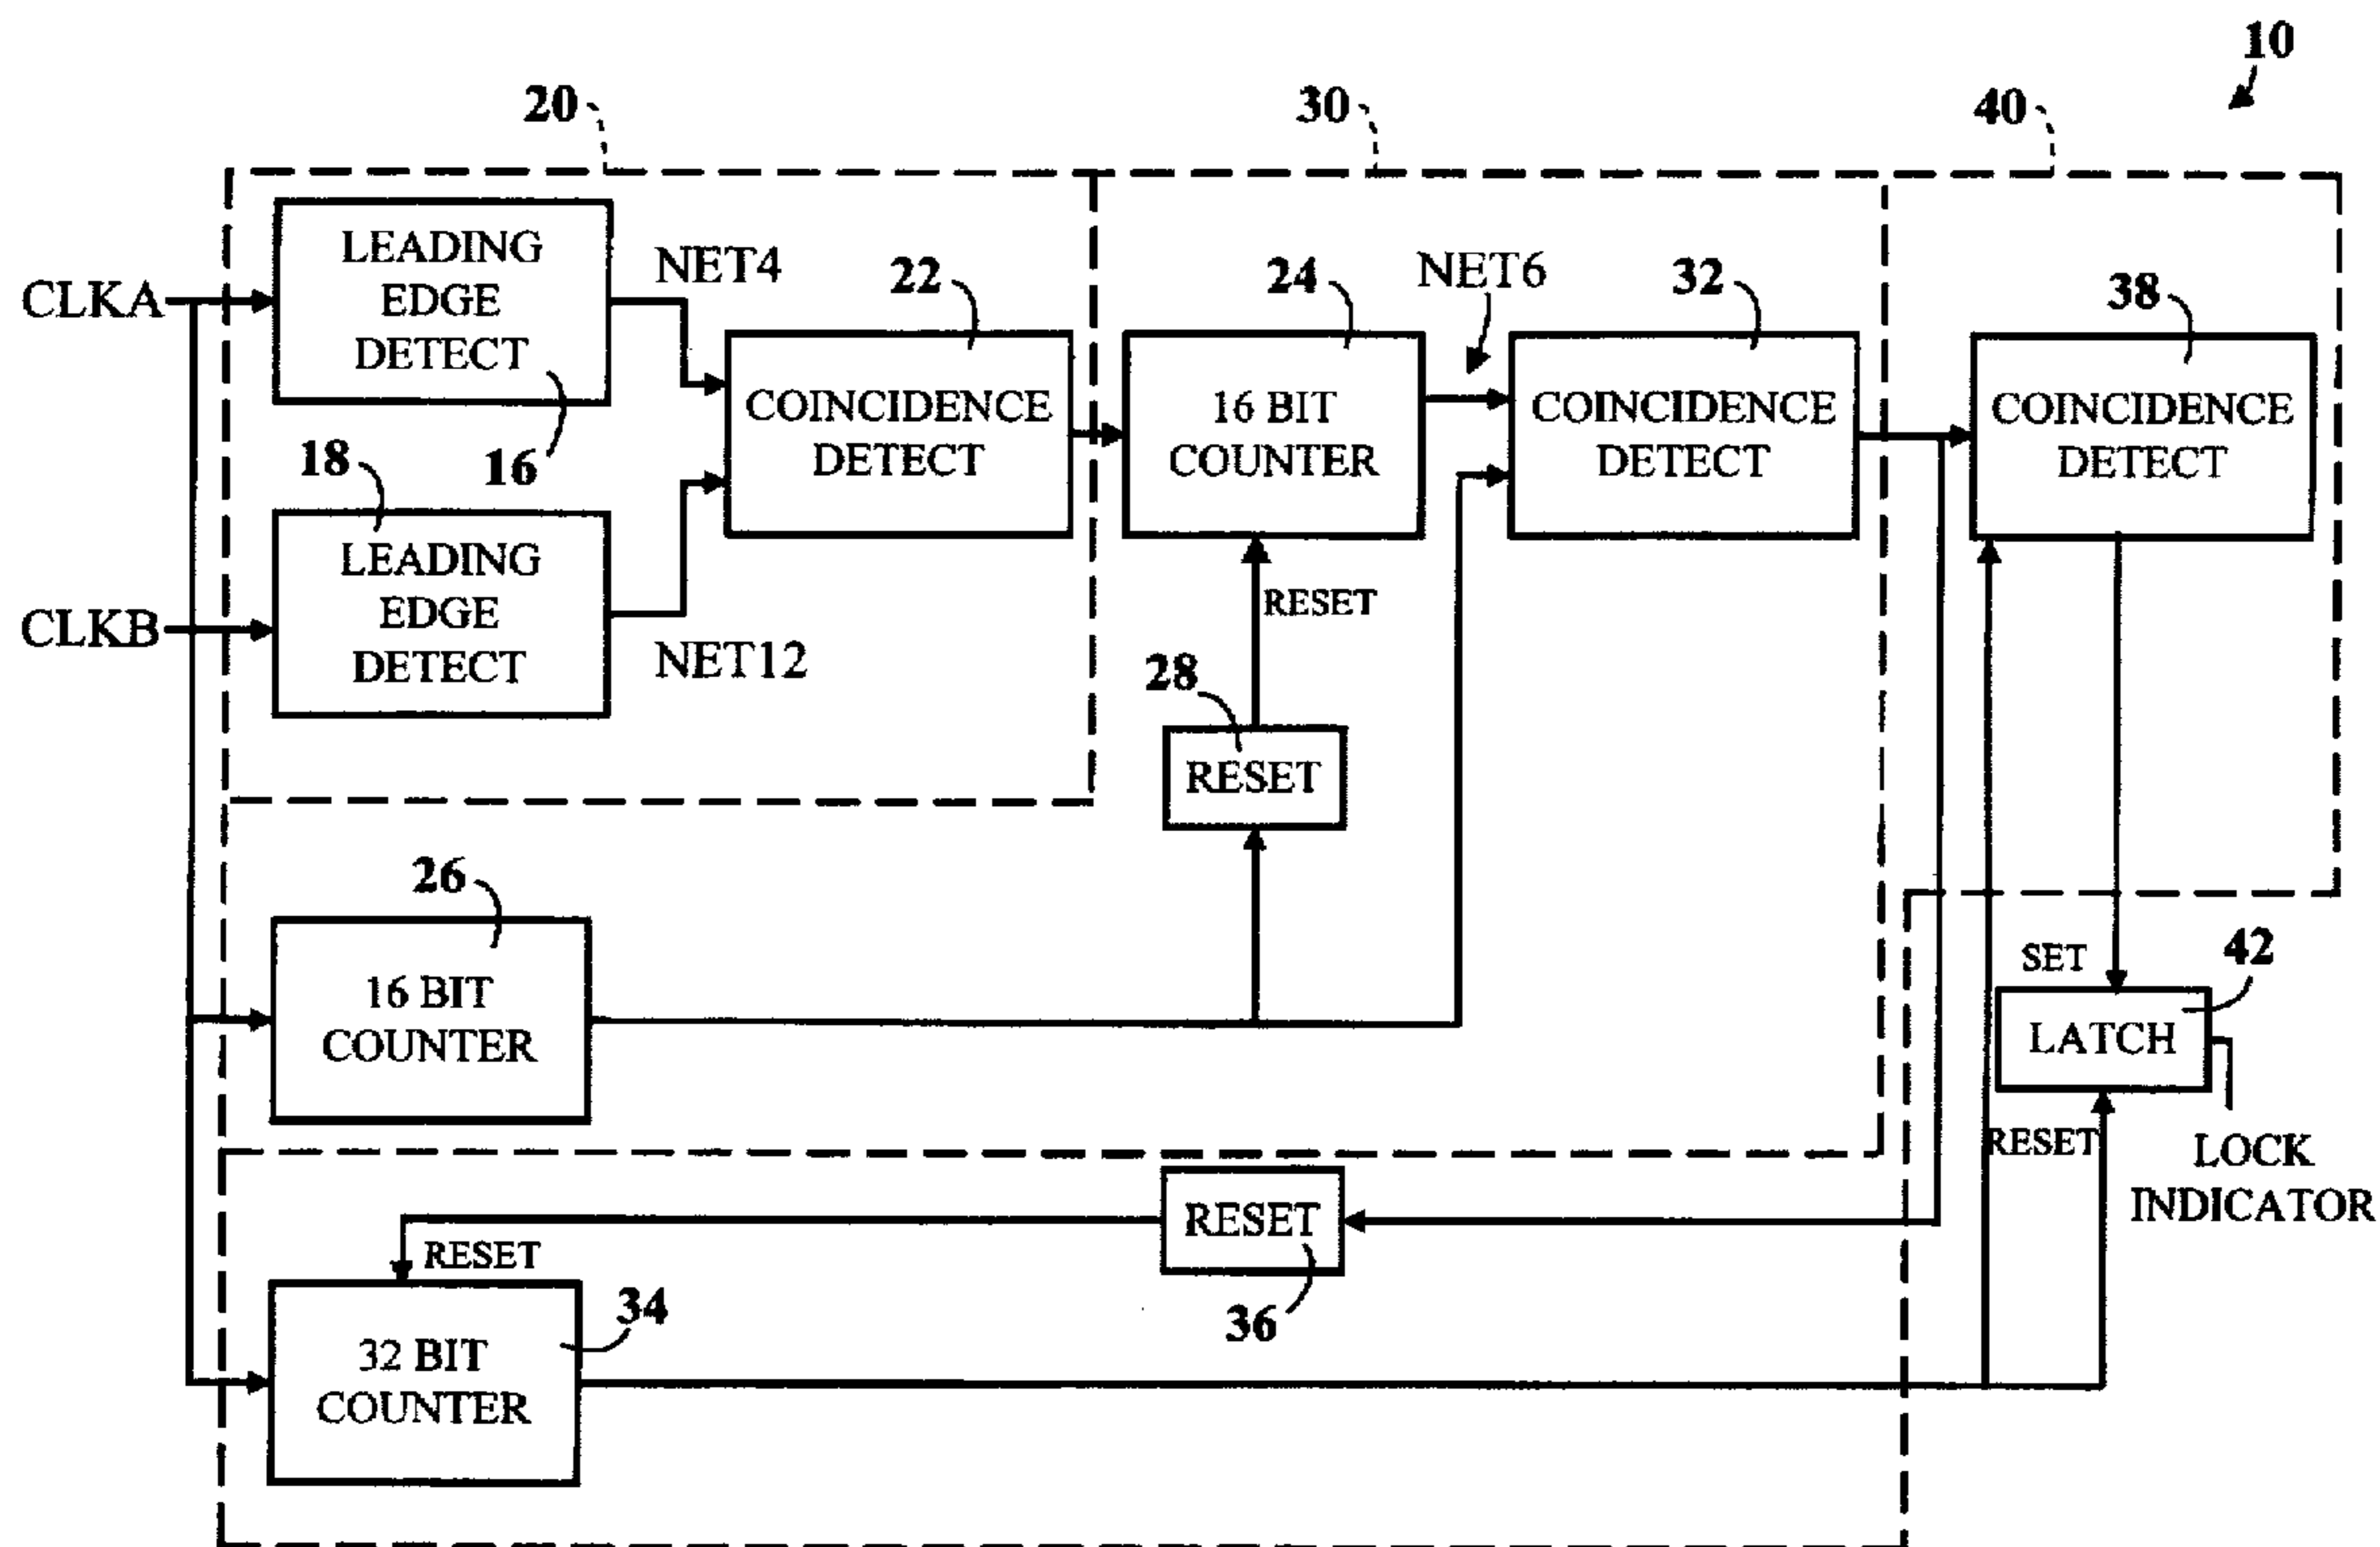 10
20
30
40
LEADING
EDGE
DETECT
16
CLKA
NET4
22
COINCIDENCE
DETECT
24
16 BIT
COUNTER
NET6
32
COINCIDENCE
DETECT
38
COINCIDENCE
DETECT
18
LEADING
EDGE
DETECT
CLKB
NET12
RESET
28
RESET
26
16 BIT
COUNTER
SET
42
LATCH
RESET
LOCK
INDICATOR
RESET
36
RESET
34
32 BIT
COUNTER